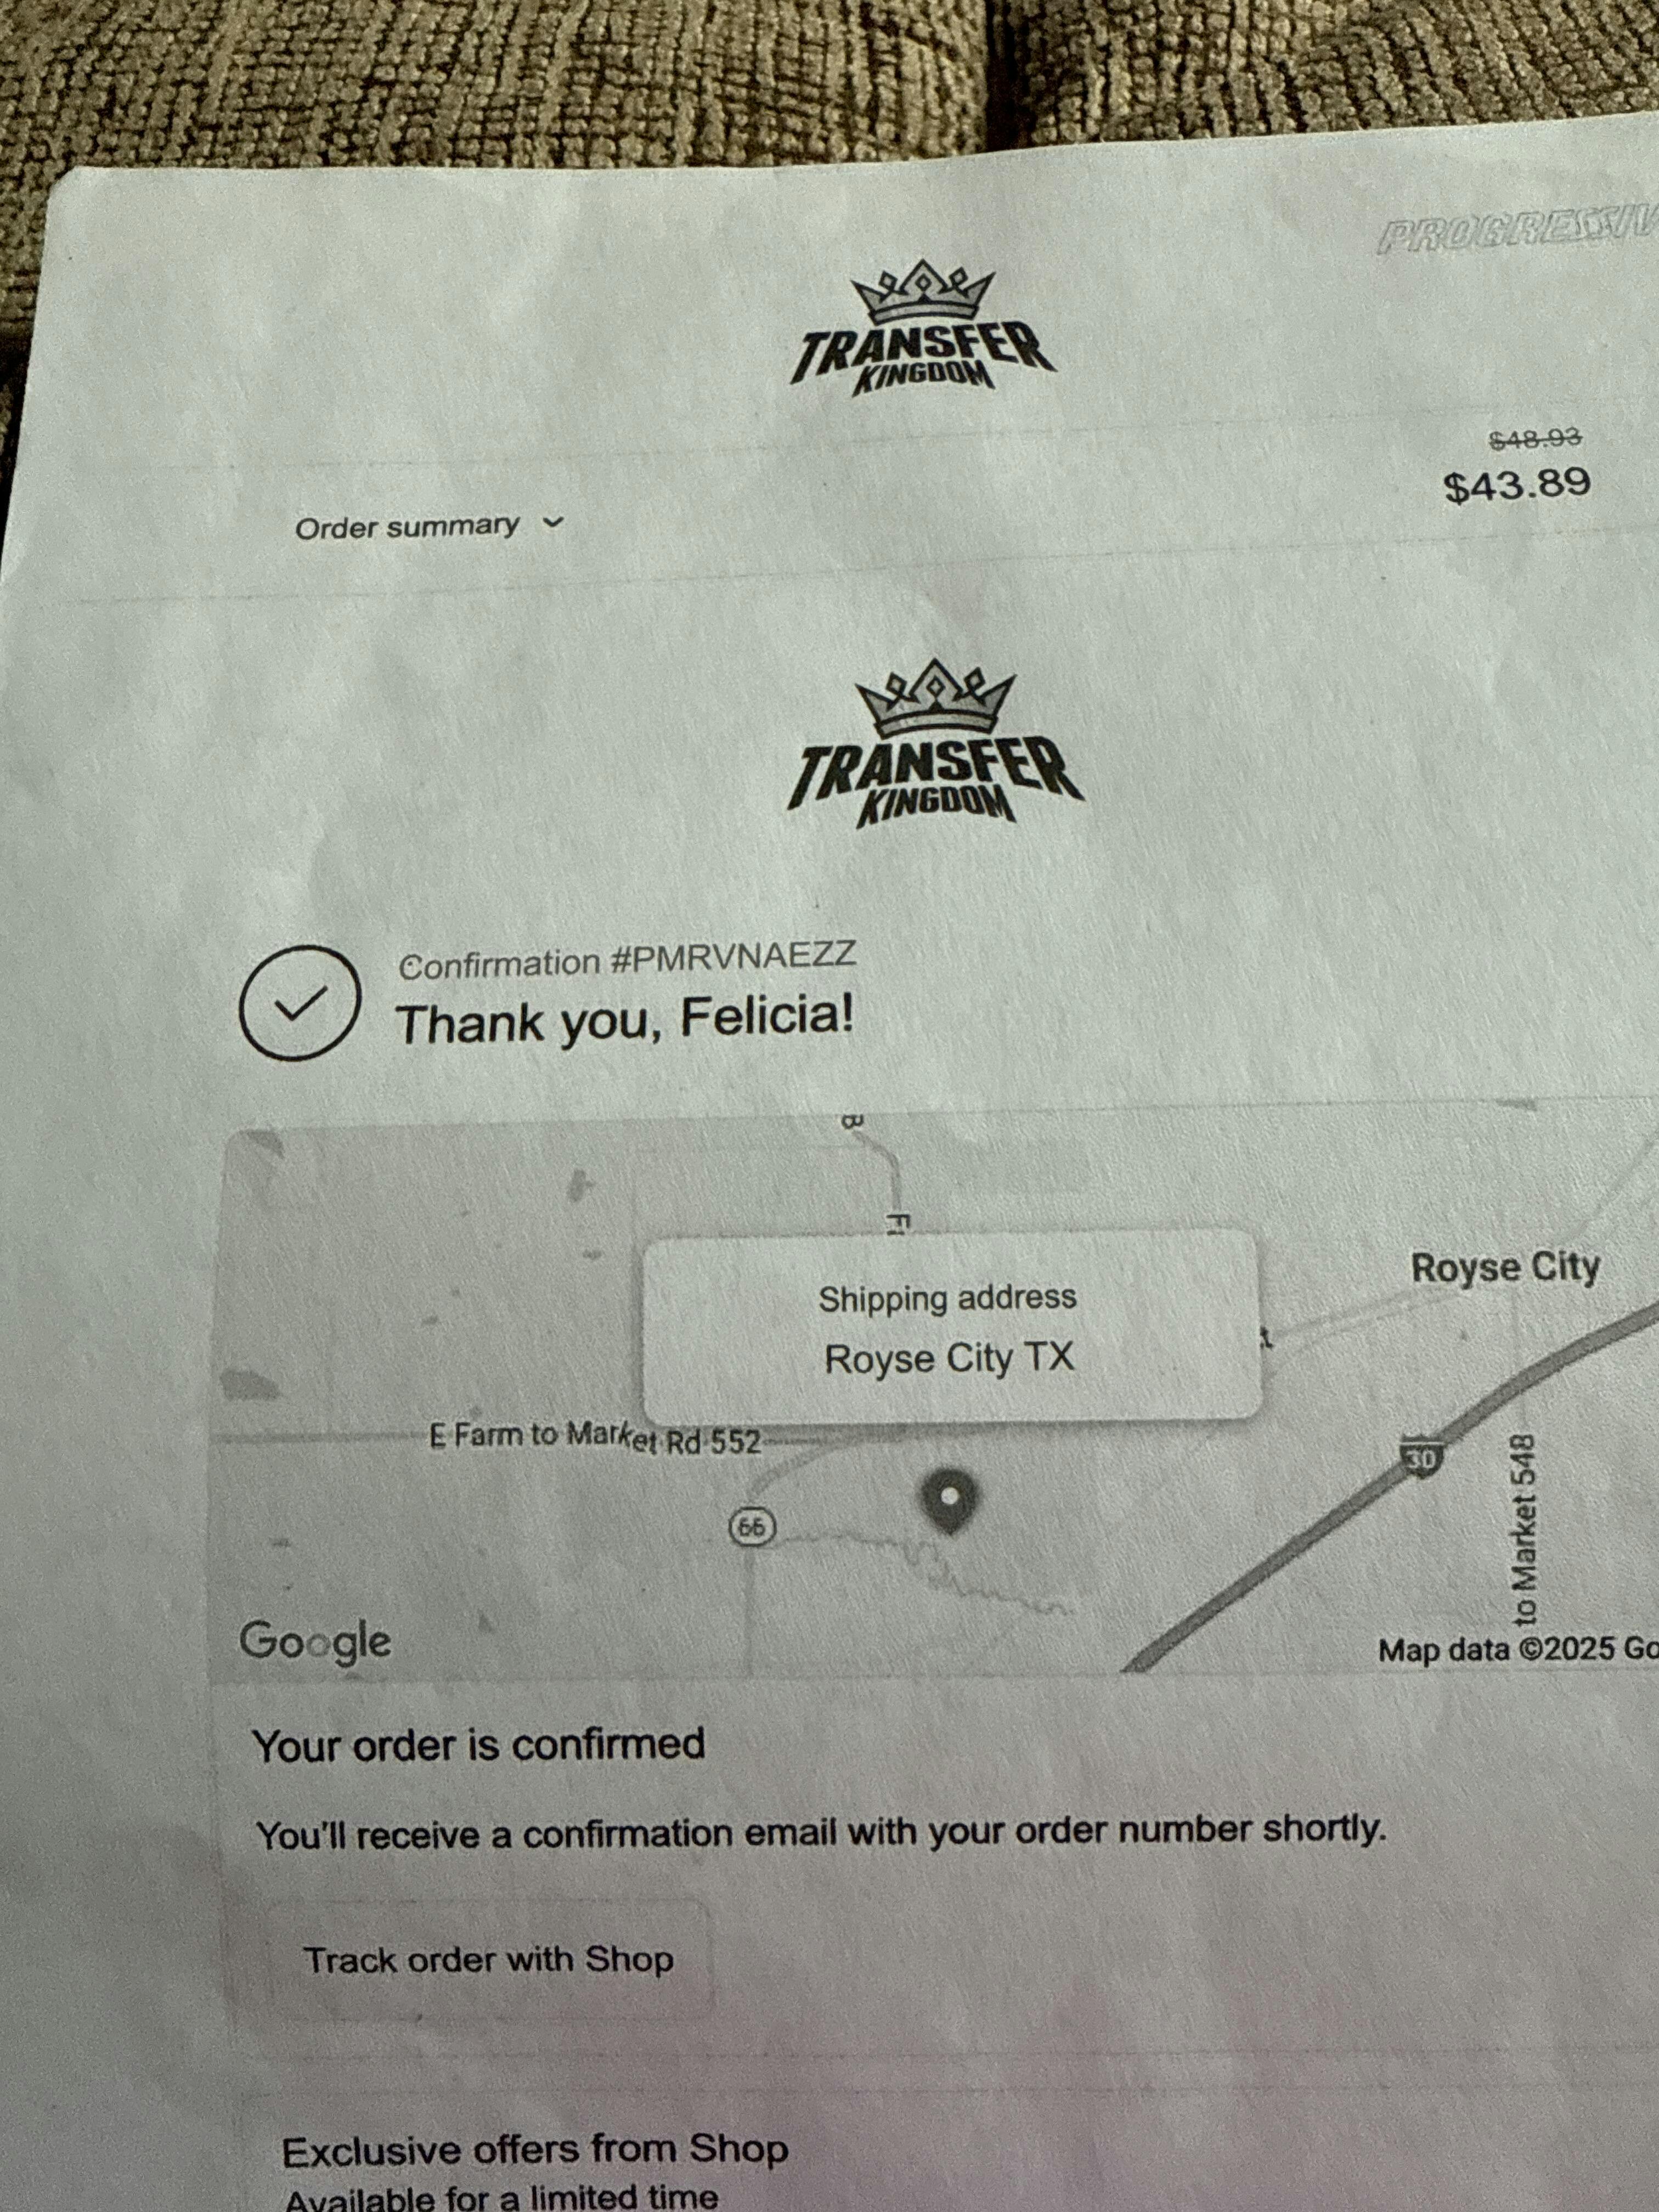 PROGRESSIV
TRANSFER
KINGDOM
$48.93
$43.89
Order summary
TRANSFER
KINGDOM
Confirmation #PMRVNAEZZ
Thank you, Felicia!
B
Shipping address
Royse City TX
Royse City
E Farm to Market Rd 552
30
66
to Market 548
Google
Map data ©2025 Go
Your order is confirmed
You'll receive a confirmation email with your order number shortly.
Track order with Shop
Exclusive offers from Shop
Available for a limited time